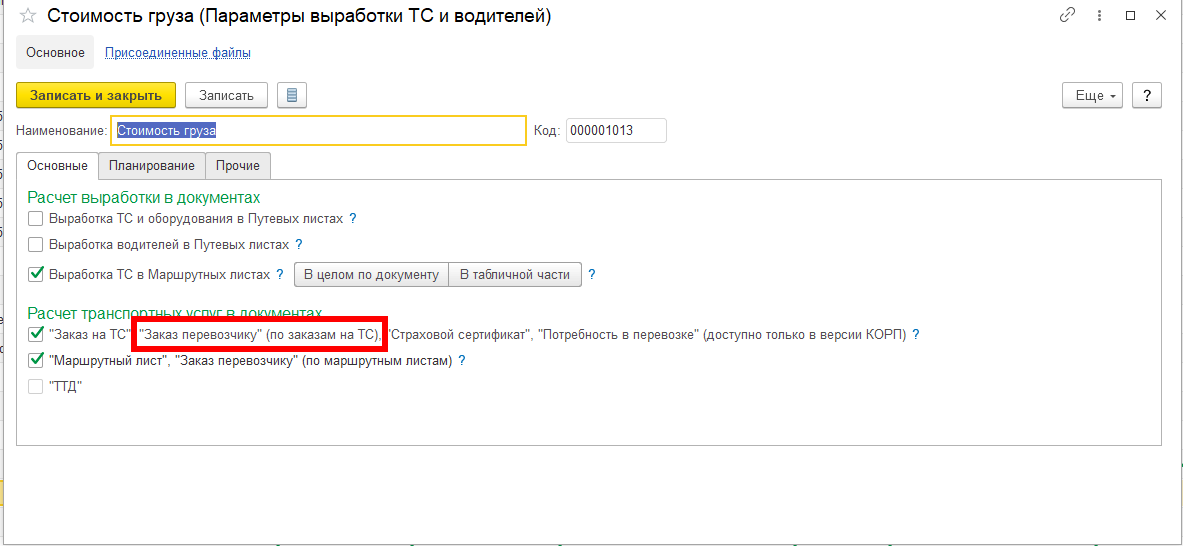 Стоимость груза (Параметры выработки ТС и водителей)
Основное Присоединенные файлы
Записать и закрыть Записать Еще ?
Наименование: Стоимость груза Код: 000001013
Основные Планирование Прочие
Расчет выработки в документах
Выработка ТС и оборудования в Путевых листах ?
Выработка водителей в Путевых листах ?
Выработка ТС в Маршрутных листах ? В целом по документу В табличной части ?
Расчет транспортных услуг в документах
"Заказ на ТС" "Заказ перевозчику" (по заказам на ТС), "Страховой сертификат", "Потребность в перевозке" (доступно только в версии КОРП) ?
"Маршрутный лист", "Заказ перевозчику" (по маршрутным листам) ?
"ТТД"